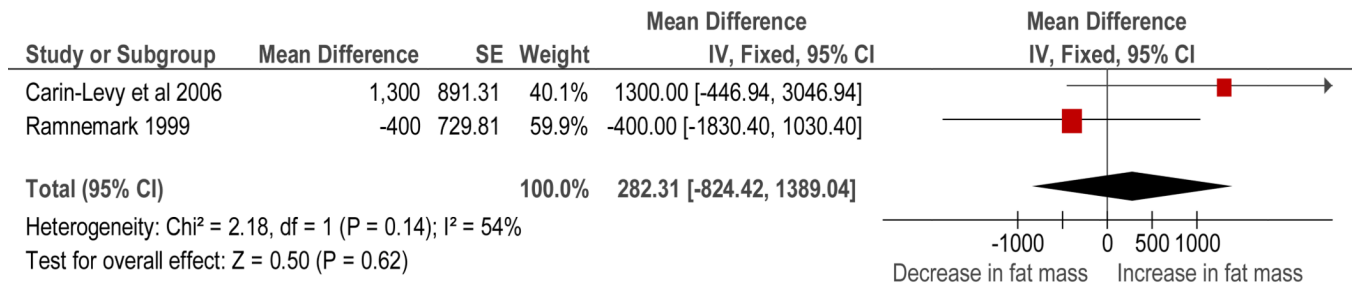 Mean Difference Mean Difference
Study or Subgroup Mean Difference SE Weight IV, Fixed, 95% CI IV, Fixed, 95% CI
Carin-Levy et al 2006 1,300 891.31 40.1% 1300.00 [-446.94, 3046.94]
Ramnemark 1999 -400 729.81 59.9% -400.00 [-1830.40, 1030.40]
Total (95% CI) 100.0% 282.31 [-824.42, 1389.04]
Heterogeneity: Chi² = 2.18, df = 1 (P = 0.14); I² = 54%
Test for overall effect: Z = 0.50 (P = 0.62)
-1000 0 500 1000
Decrease in fat mass Increase in fat mass